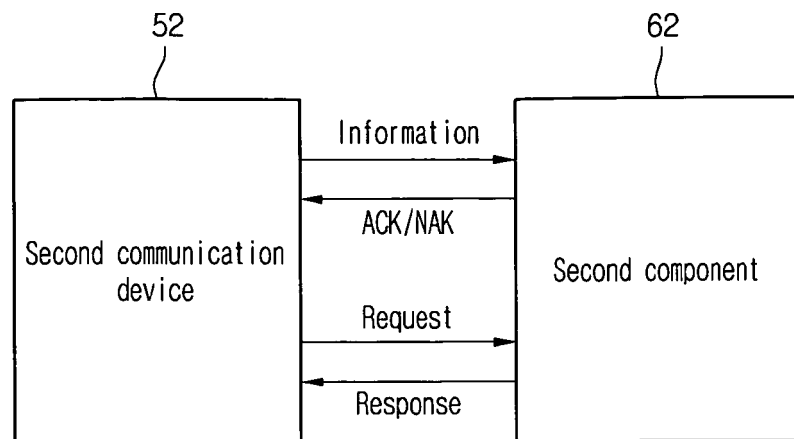 52
62
Information
ACK/NAK
Second communication
device
Second component
Request
Response